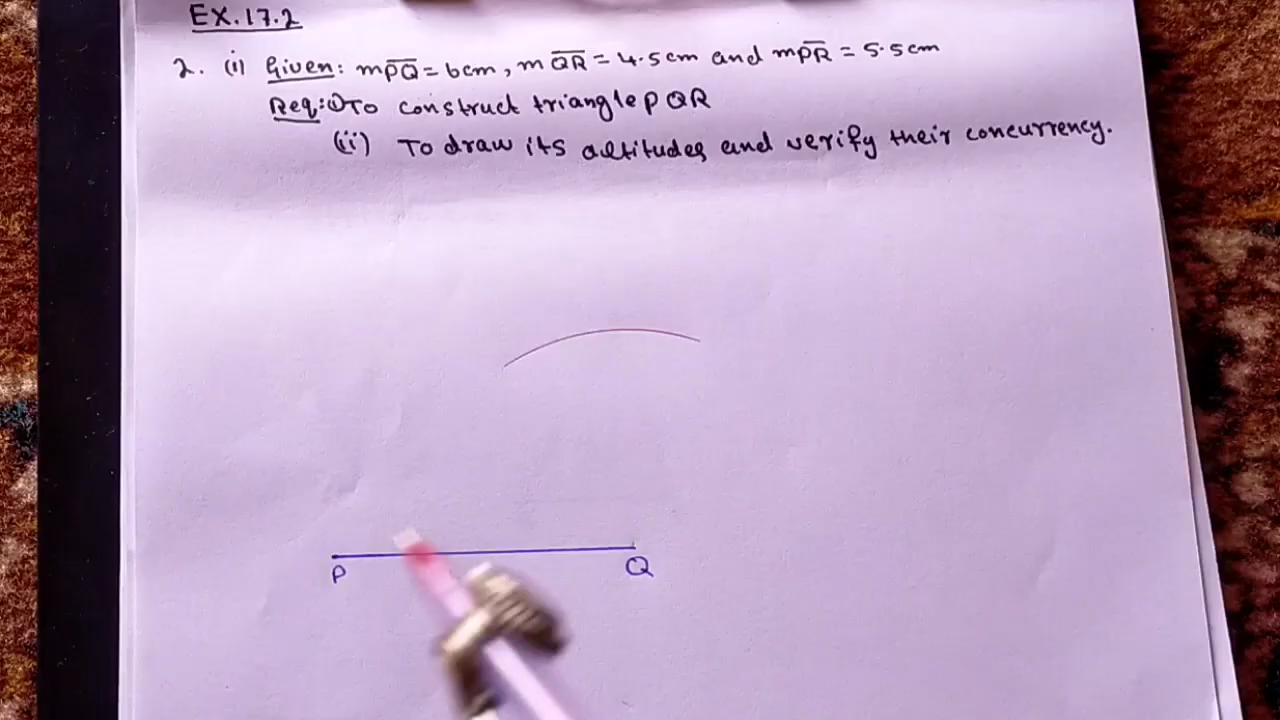 EX.17.2
2. (i) Given: mPQ = 6cm, m QR = 4.5cm and mPR = 5.5cm
Req:(i)To construct triangle PQR
(ii) To draw its altitudes and verify their concurrency.
P Q